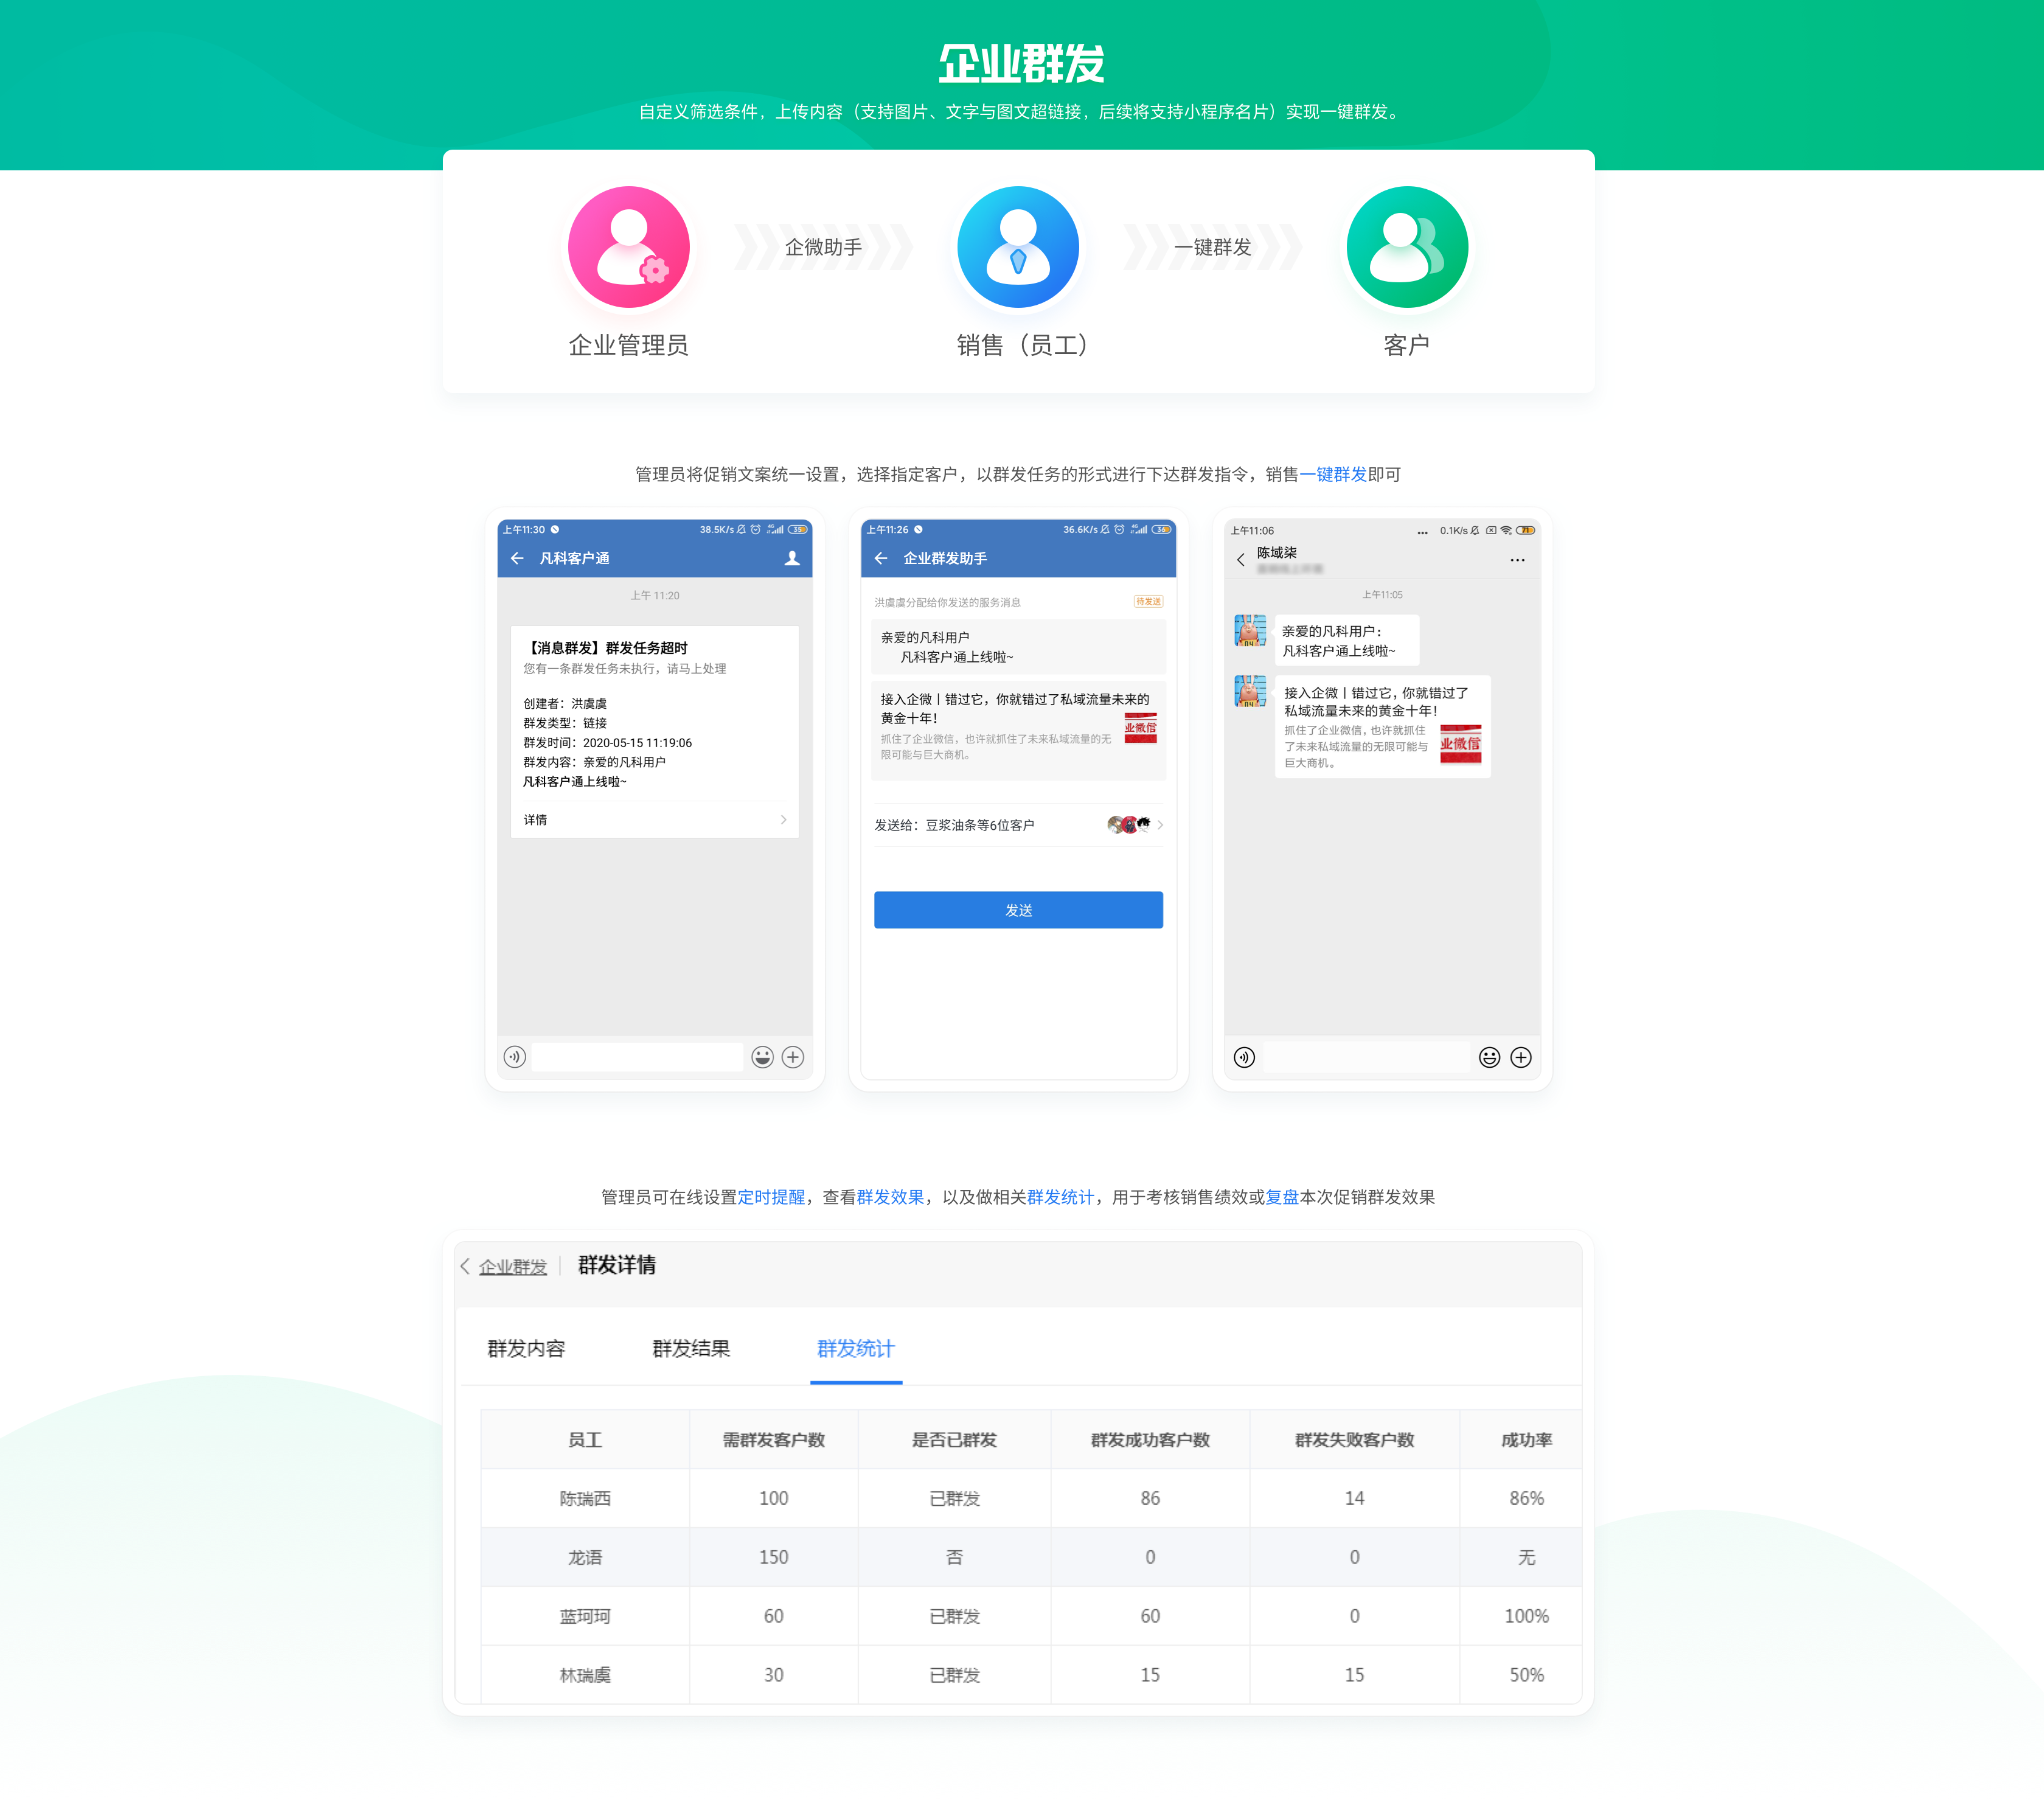 企业群发
自定义筛选条件，上传内容（支持图片、文字与图文超链接，后续将支持小程序名片）实现一键群发。
企微助手
一键群发
企业管理员
销售（员工）
客户
管理员将促销文案统一设置，选择指定客户，以群发任务的形式进行下达群发指令，销售一键群发即可
上午11:30 38.5K/s 4G 35
凡科客户通
上午 11:20
【消息群发】群发任务超时
您有一条群发任务未执行，请马上处理
创建者：洪虞虞
群发类型：链接
群发时间：2020-05-15 11:19:06
群发内容：亲爱的凡科用户
凡科客户通上线啦~
详情
上午11:26 36.6K/s 4G 36
企业群发助手
洪虞虞分配给你发送的服务消息 待发送
亲爱的凡科用户
凡科客户通上线啦~
接入企微丨错过它，你就错过了私域流量未来的
黄金十年！
抓住了企业微信，也许就抓住了未来私域流量的无
限可能与巨大商机。
业微信
发送给：豆浆油条等6位客户
发送
上午11:06 0.1K/s 71
陈域柒
上午11:05
亲爱的凡科用户：
凡科客户通上线啦~
接入企微丨错过它，你就错过了
私域流量未来的黄金十年！
抓住了企业微信，也许就抓住
了未来私域流量的无限可能与
巨大商机。
业微信
管理员可在线设置定时提醒，查看群发效果，以及做相关群发统计，用于考核销售绩效或复盘本次促销群发效果
企业群发 群发详情
群发内容 群发结果 群发统计
员工 需群发客户数 是否已群发 群发成功客户数 群发失败客户数 成功率
陈瑞西 100 已群发 86 14 86%
龙语 150 否 0 0 无
蓝珂珂 60 已群发 60 0 100%
林瑞虞 30 已群发 15 15 50%